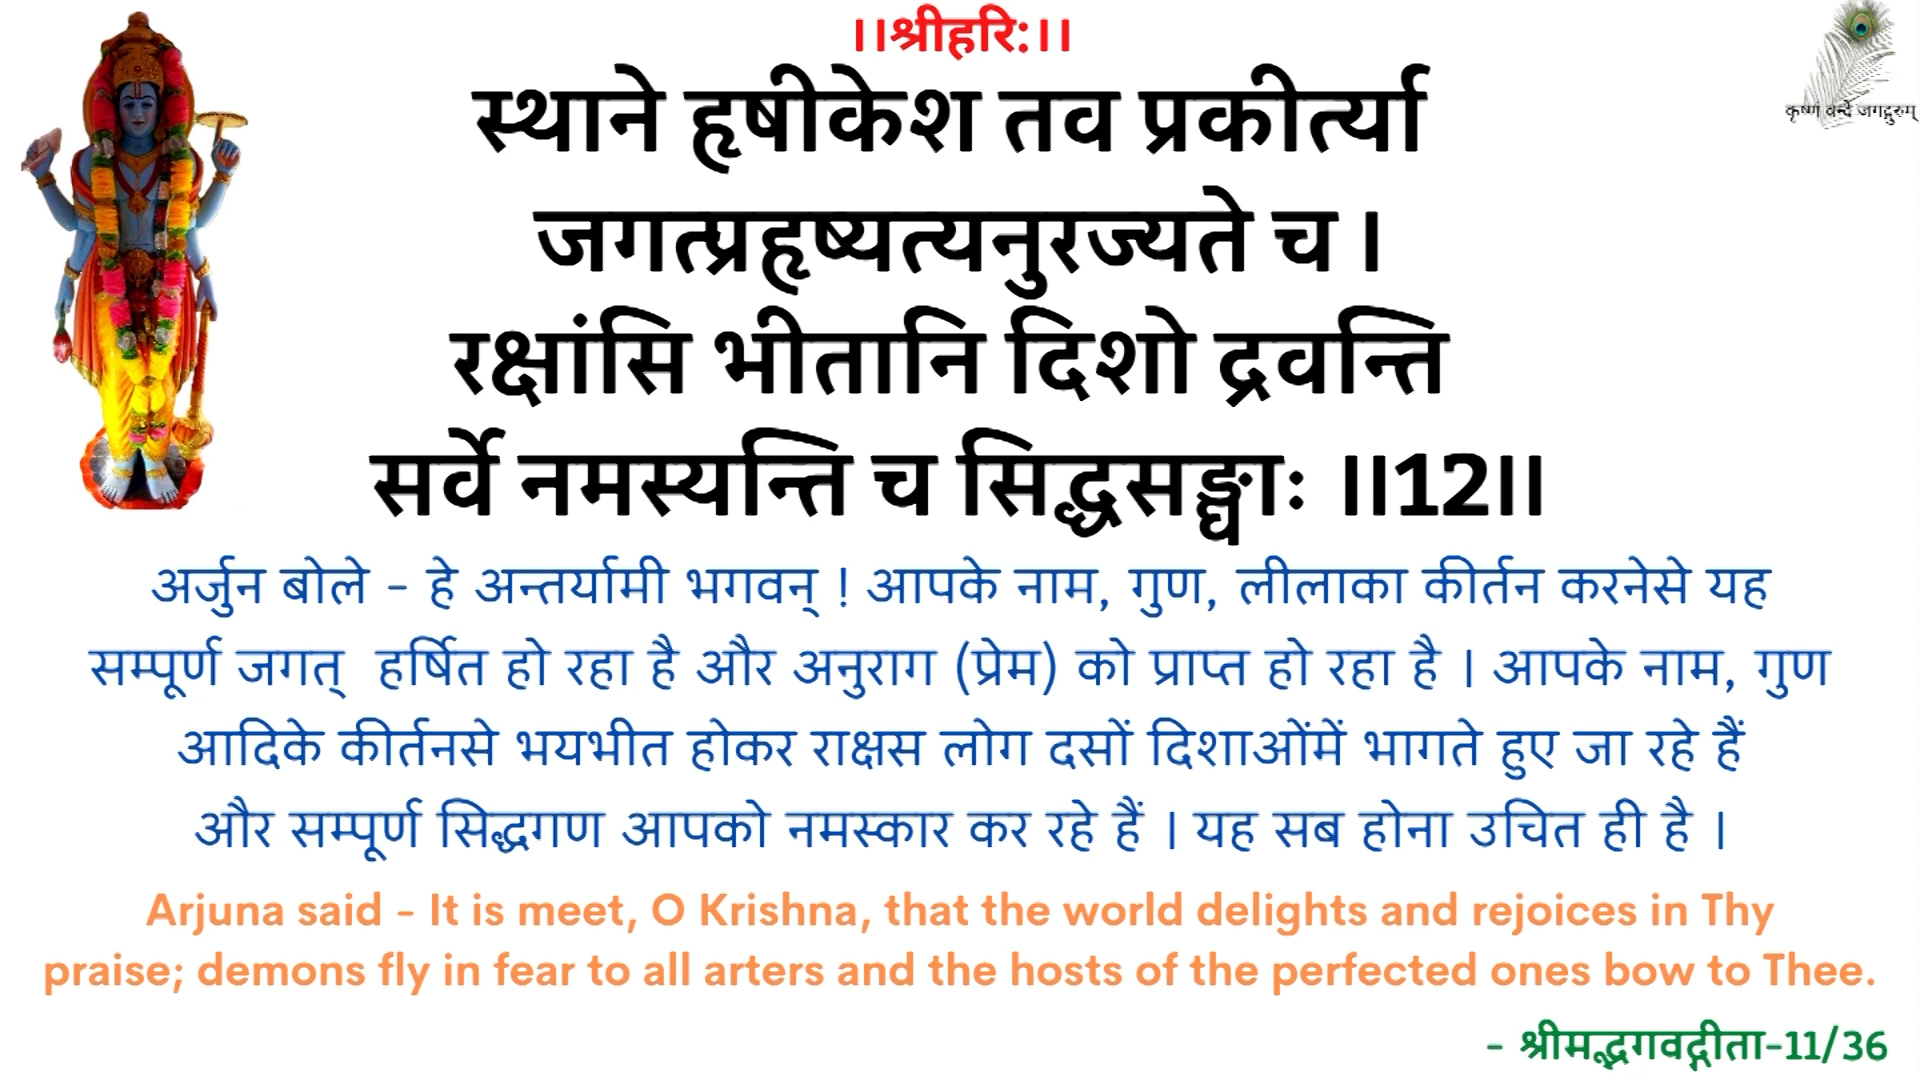 ।।श्रीहरि:।।
कृष्णं वन्दे जगद्गुरुम्
स्थाने हृषीकेश तव प्रकीर्त्या
जगत्प्रहृष्यत्यनुरज्यते च ।
रक्षांसि भीतानि दिशो द्रवन्ति
सर्वे नमस्यन्ति च सिद्धसङ्घाः ।।12।।
अर्जुन बोले - हे अन्तर्यामी भगवन् ! आपके नाम, गुण, लीलाका कीर्तन करनेसे यह
सम्पूर्ण जगत् हर्षित हो रहा है और अनुराग (प्रेम) को प्राप्त हो रहा है । आपके नाम, गुण
आदिके कीर्तनसे भयभीत होकर राक्षस लोग दसों दिशाओंमें भागते हुए जा रहे हैं
और सम्पूर्ण सिद्धगण आपको नमस्कार कर रहे हैं । यह सब होना उचित ही है ।
Arjuna said - It is meet, O Krishna, that the world delights and rejoices in Thy
praise; demons fly in fear to all arters and the hosts of the perfected ones bow to Thee.
- श्रीमद्भगवद्गीता-11/36